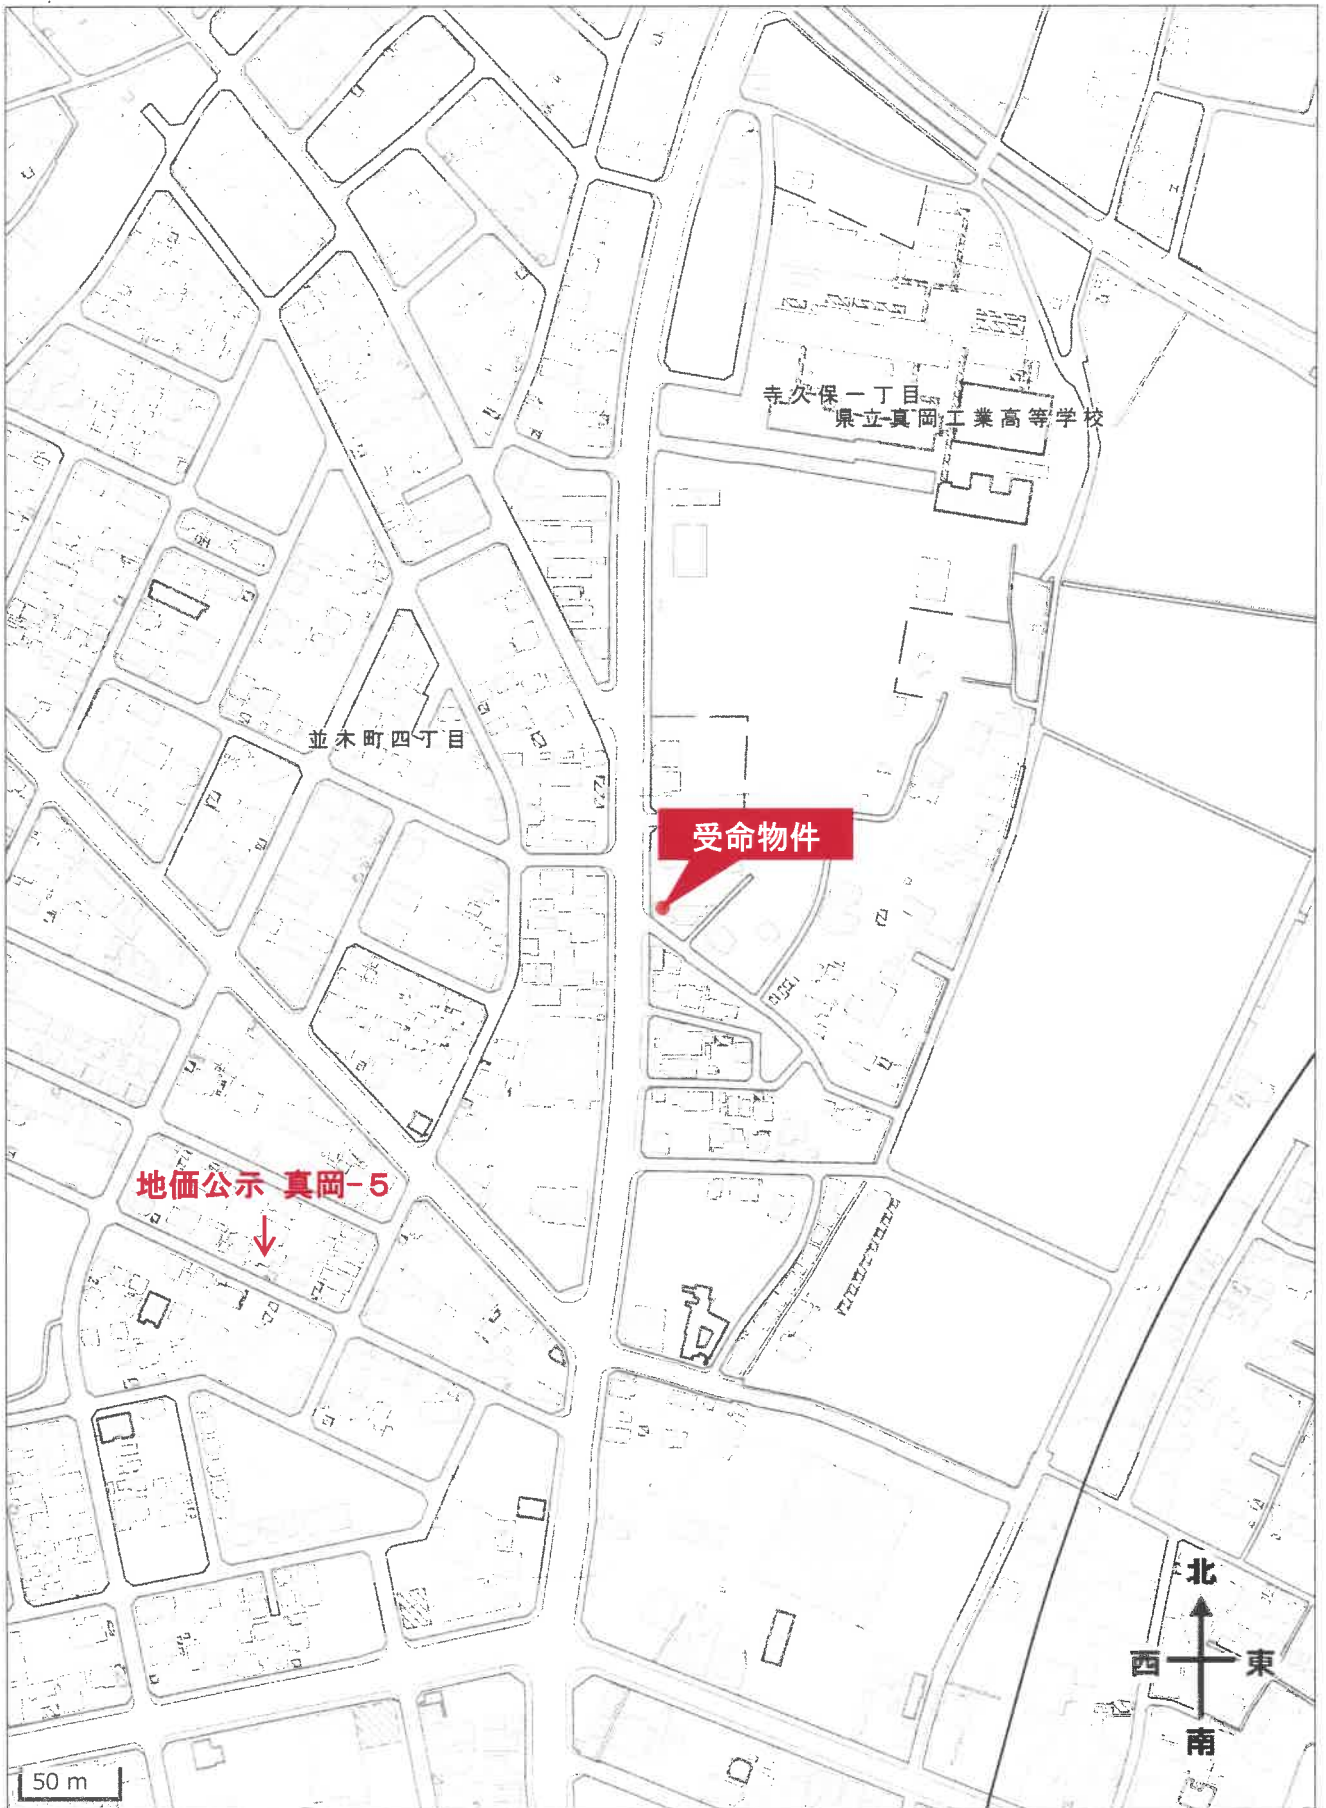 寺久保一丁目
県立真岡工業高等学校
並木町四丁目
受命物件
地価公示 真岡-5
北
西 東
南
50 m